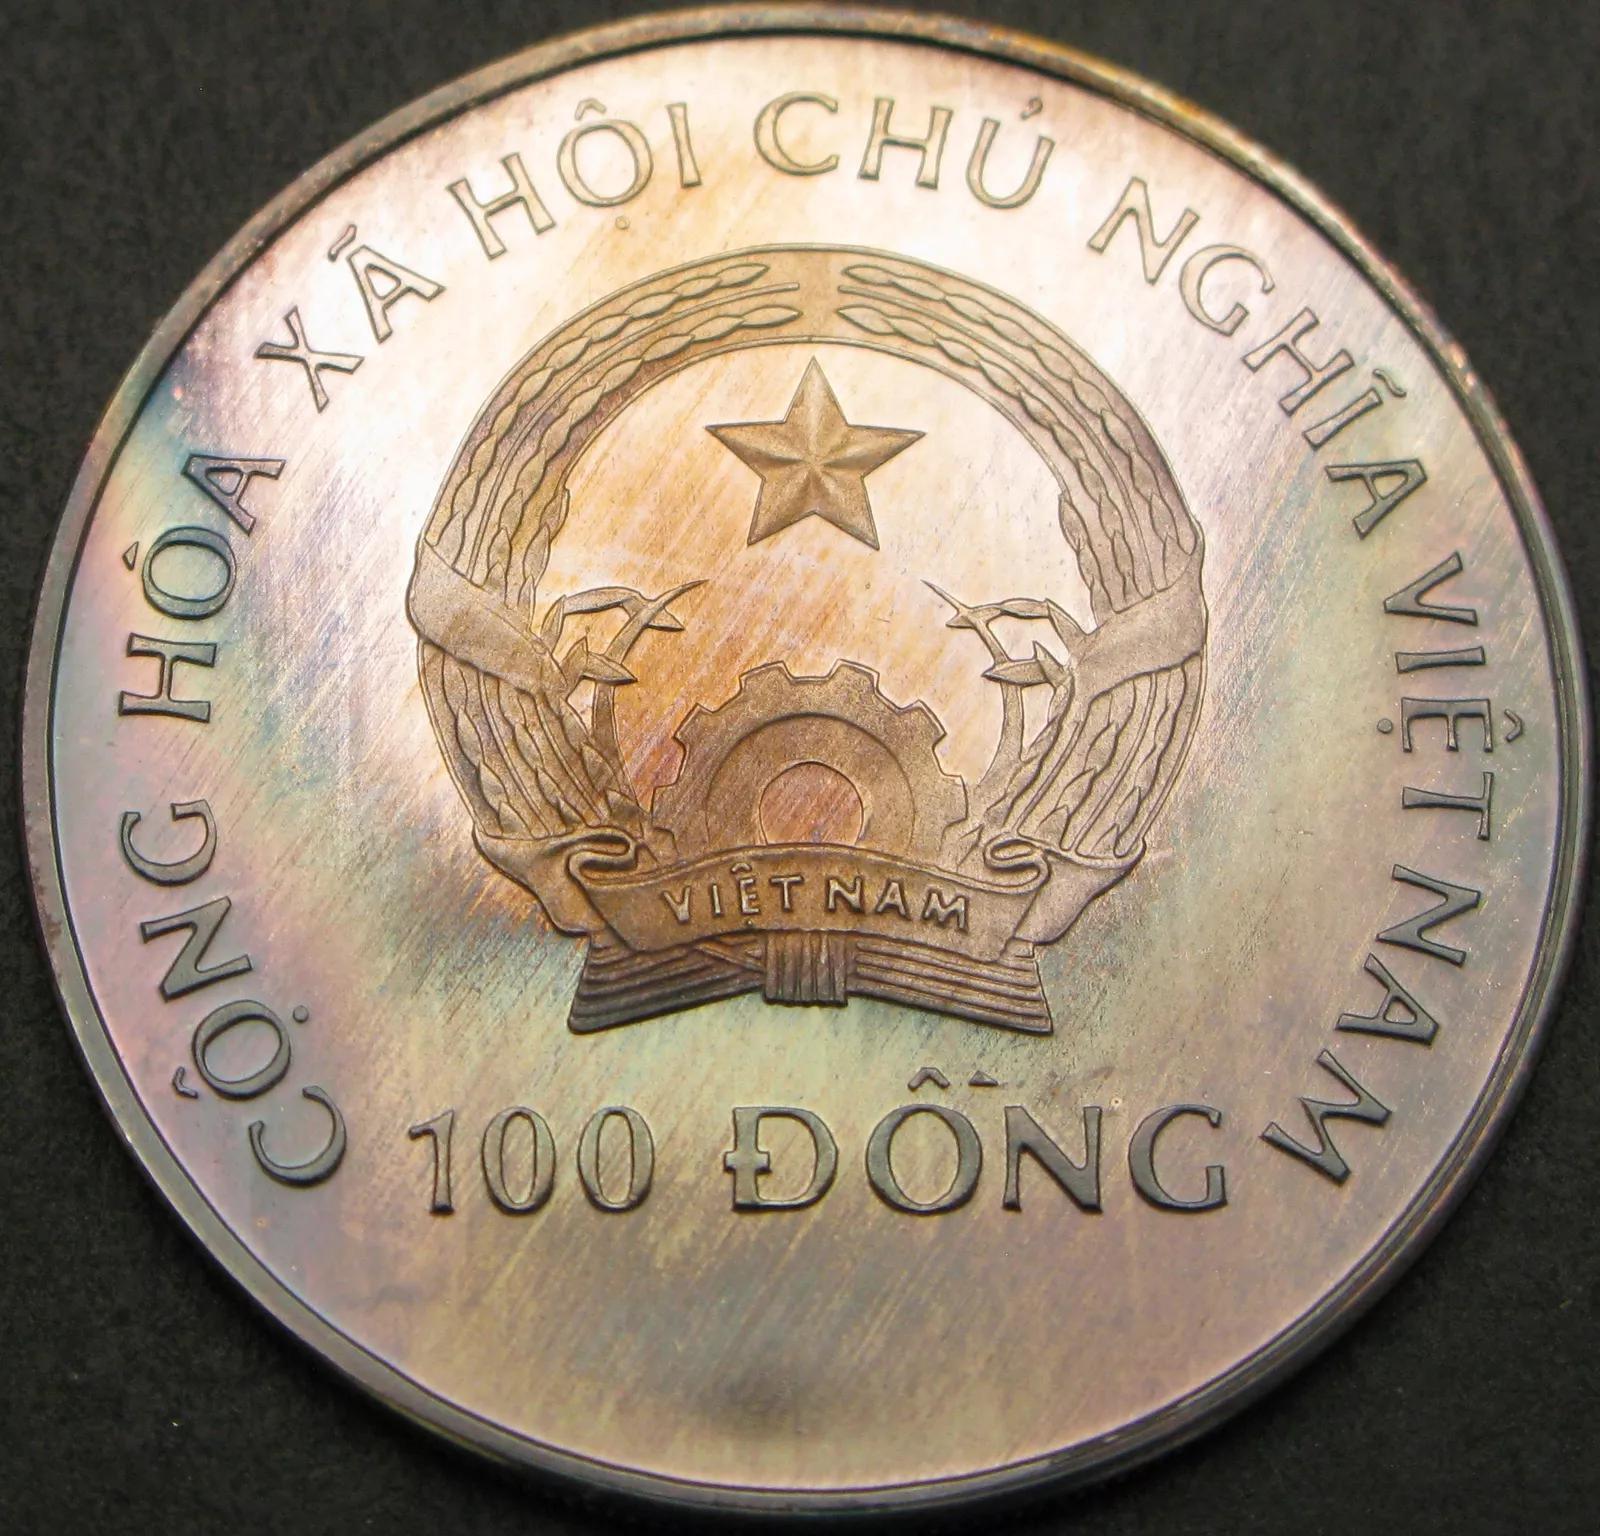 CỘNG HÒA XÃ HỘI CHỦ NGHĨA VIỆT NAM
VIỆT NAM
100 ĐỒNG